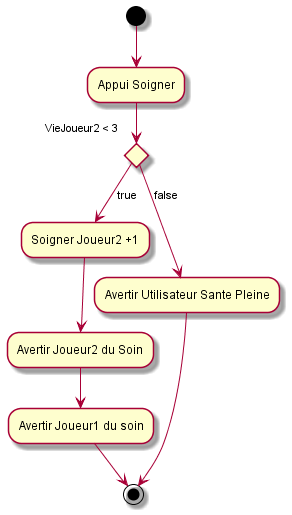 Appui Soigner
VieJoueur2 < 3
true
false
Soigner Joueur2 +1
Avertir Utilisateur Sante Pleine
Avertir Joueur2 du Soin
Avertir Joueur1 du soin